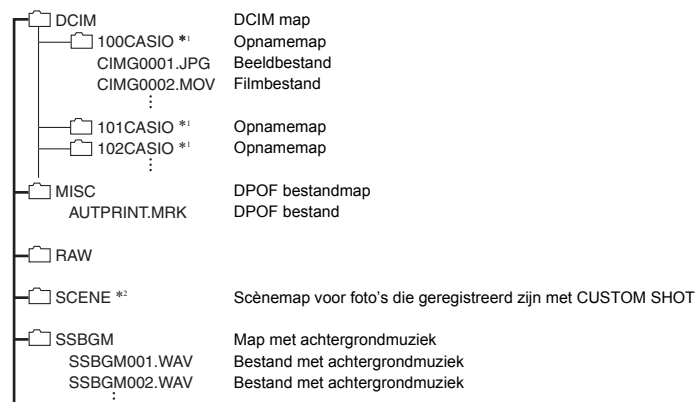 DCIM DCIM map
100CASIO *1 Opnamemap
CIMG0001.JPG Beeldbestand
CIMG0002.MOV Filmbestand
101CASIO *1 Opnamemap
102CASIO *1 Opnamemap
MISC DPOF bestandmap
AUTPRINT.MRK DPOF bestand
RAW
SCENE *2 Scènemap voor foto's die geregistreerd zijn met CUSTOM SHOT
SSBGM Map met achtergrondmuziek
SSBGM001.WAV Bestand met achtergrondmuziek
SSBGM002.WAV Bestand met achtergrondmuziek